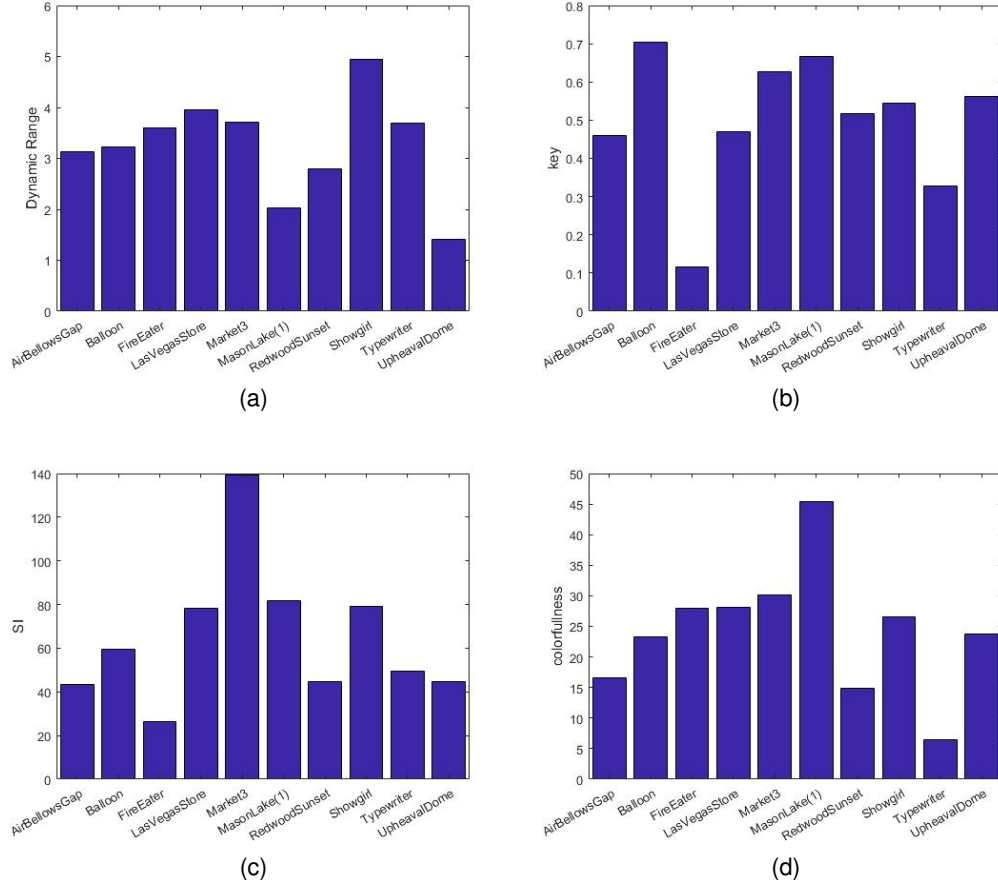 6
5
4
3
2
1
0
Dynamic Range
AirBellowsGap
Balloon
FireEater
LasVegasStore
Market3
MasonLake(1)
RedwoodSunset
Showgirl
Typewriter
UpheavalDome
(a)
0.8
0.7
0.6
0.5
0.4
0.3
0.2
0.1
0
key
AirBellowsGap
Balloon
FireEater
LasVegasStore
Market3
MasonLake(1)
RedwoodSunset
Showgirl
Typewriter
UpheavalDome
(b)
140
120
100
80
60
40
20
0
SI
AirBellowsGap
Balloon
FireEater
LasVegasStore
Market3
MasonLake(1)
RedwoodSunset
Showgirl
Typewriter
UpheavalDome
(c)
50
45
40
35
30
25
20
15
10
5
0
colorfullness
AirBellowsGap
Balloon
FireEater
LasVegasStore
Market3
MasonLake(1)
RedwoodSunset
Showgirl
Typewriter
UpheavalDome
(d)